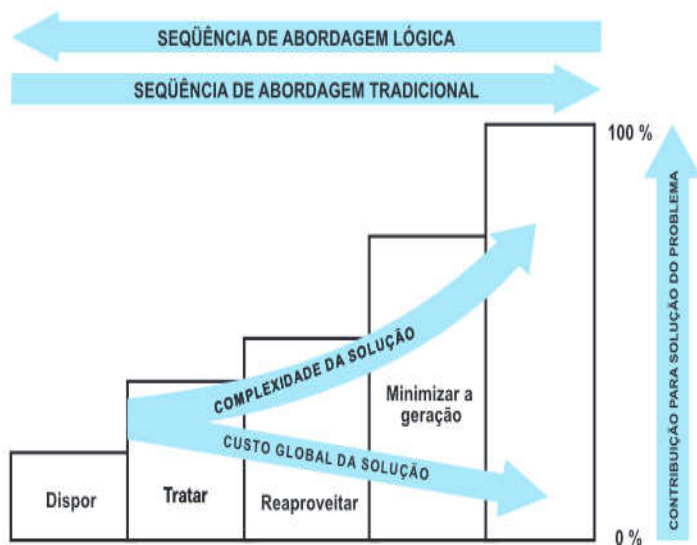 SEQÜÊNCIA DE ABORDAGEM LÓGICA
SEQÜÊNCIA DE ABORDAGEM TRADICIONAL
100 %
CONTRIBUIÇÃO PARA SOLUÇÃO DO PROBLEMA
COMPLEXIDADE DA SOLUÇÃO
Minimizar a
geração
CUSTO GLOBAL DA SOLUÇÃO
Dispor
Tratar
Reaproveitar
0 %